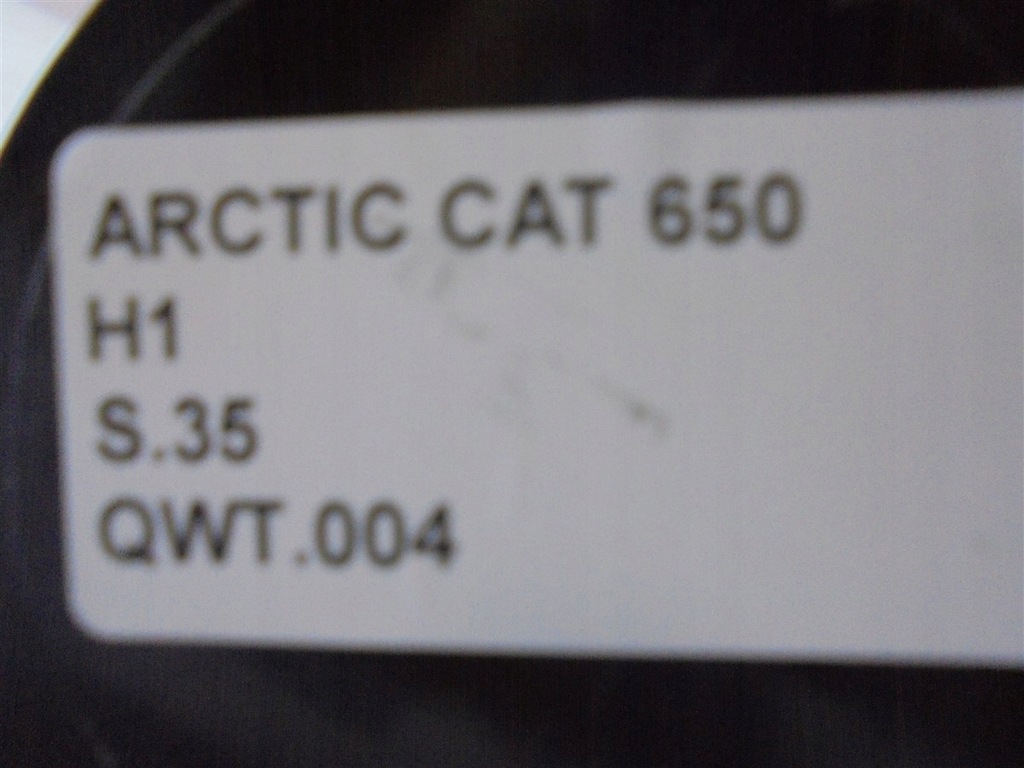 ARCTIC CAT 650
H1
S.35
QWT.004